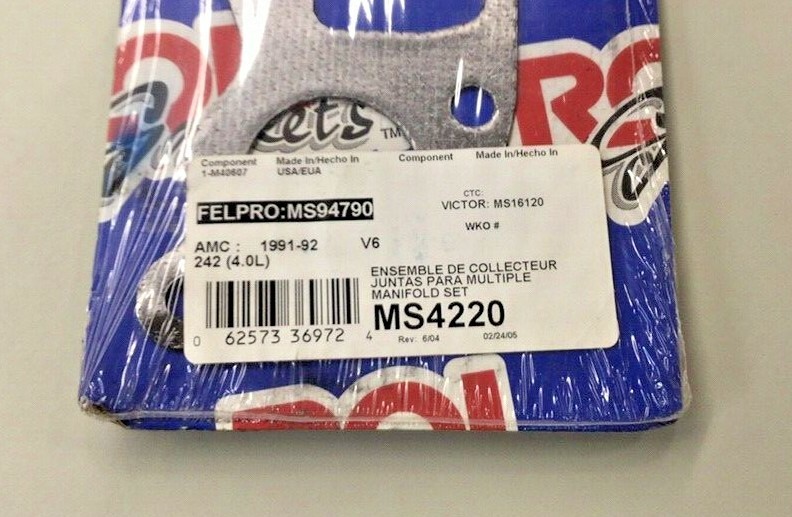 RS
Gaskets™
Component Made In/Hecho In Component Made In/Hecho In
1-M40607 USA/EUA
CTC:
FELPRO:MS94790 VICTOR: MS16120
WKO #
AMC : 1991-92 V6
242 (4.0L)
ENSEMBLE DE COLLECTEUR
JUNTAS PARA MULTIPLE
MANIFOLD SET
MS4220
0 62573 36972 4 Rev: 6/04 02/24/05